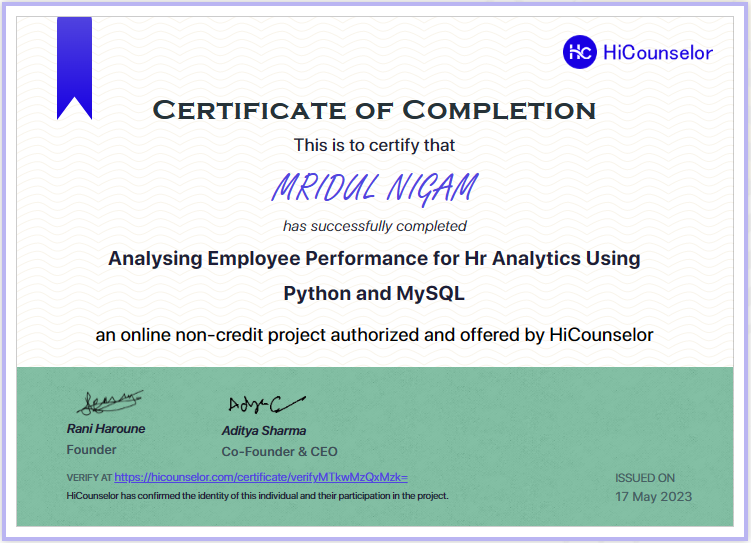 Hc HiCounselor
CERTIFICATE OF COMPLETION
This is to certify that
MRIDUL NIGAM
has successfully completed
Analysing Employee Performance for Hr Analytics Using
Python and MySQL
an online non-credit project authorized and offered by HiCounselor
Rani Haroune
Founder
Aditya Sharma
Co-Founder & CEO
VERIFY AT https://hicounselor.com/certificate/verifyMTkwMzQxMzk=
HiCounselor has confirmed the identity of this individual and their participation in the project.
ISSUED ON
17 May 2023